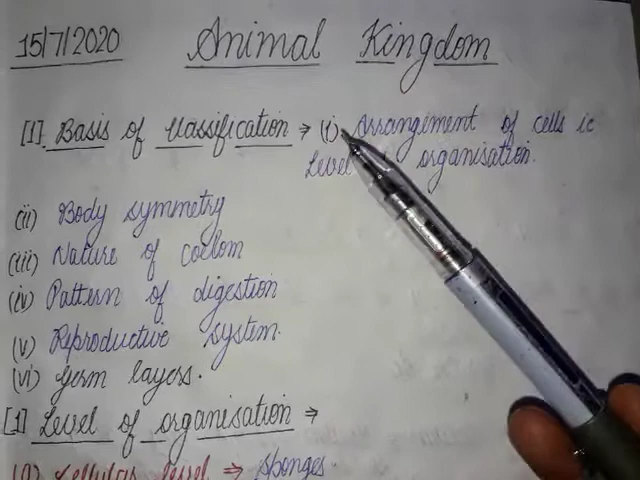 15/7/2020 Animal Kingdom
[1] Basis of classification → (i) Arrangement of cells ie
Level organisation.
(ii) Body symmetry
(iii) Nature of coelom
(iv) Pattern of digestion
(v) Reproductive system.
(vi) Germ layers.
[1] Level of organisation →
(a) Cellular level ⇒ Sponges.